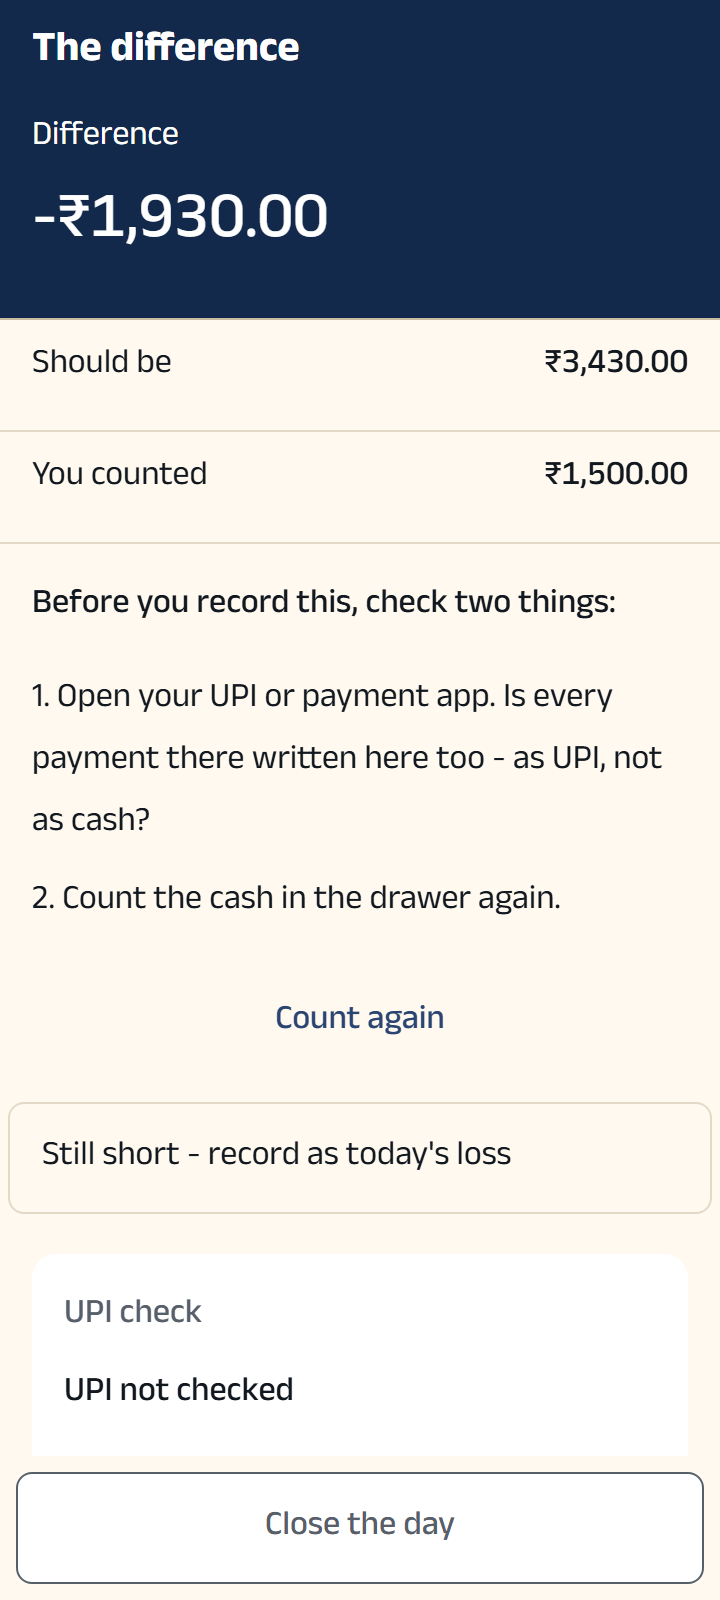 The difference
Difference
-₹1,930.00
Should be
₹3,430.00
You counted
₹1,500.00
Before you record this, check two things:
1. Open your UPI or payment app. Is every
payment there written here too - as UPI, not
as cash?
2. Count the cash in the drawer again.
Count again
Still short - record as today's loss
UPI check
UPI not checked
Close the day